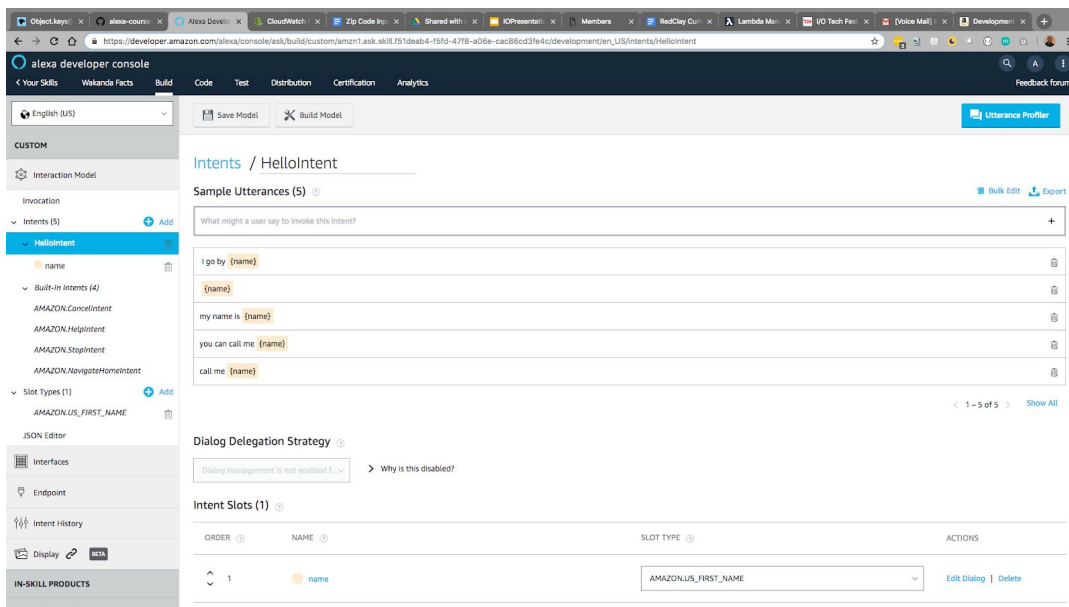 Object.keys( alexa-course Alexa Develo CloudWatch Zip Code Inp Shared with IOPresentatic Members RedClay Curi Lambda Man I/O Tech Fest [Voice Mail] Development
https://developer.amazon.com/alexa/console/ask/build/custom/amzn1.ask.skill.f51deab4-f5fd-47f8-a06e-cac86cd3fe4c/development/en_US/intents/HelloIntent
alexa developer console A
< Your Skills Wakanda Facts Build Code Test Distribution Certification Analytics Feedback forum
English (US) Save Model Build Model Utterance Profiler
CUSTOM
Interaction Model
Invocation
Intents (5) Add
HelloIntent
name
Built-In Intents (4)
AMAZON.CancelIntent
AMAZON.HelpIntent
AMAZON.StopIntent
AMAZON.NavigateHomeIntent
Slot Types (1) Add
AMAZON.US_FIRST_NAME
JSON Editor
Interfaces
Endpoint
Intent History
Display BETA
IN-SKILL PRODUCTS
Intents / HelloIntent
Sample Utterances (5) Bulk Edit Export
What might a user say to invoke this intent? +
I go by {name}
{name}
my name is {name}
you can call me {name}
call me {name}
< 1 – 5 of 5 > Show All
Dialog Delegation Strategy
Dialog management is not enabled f... Why is this disabled?
Intent Slots (1)
ORDER NAME SLOT TYPE ACTIONS
1 name AMAZON.US_FIRST_NAME Edit Dialog | Delete